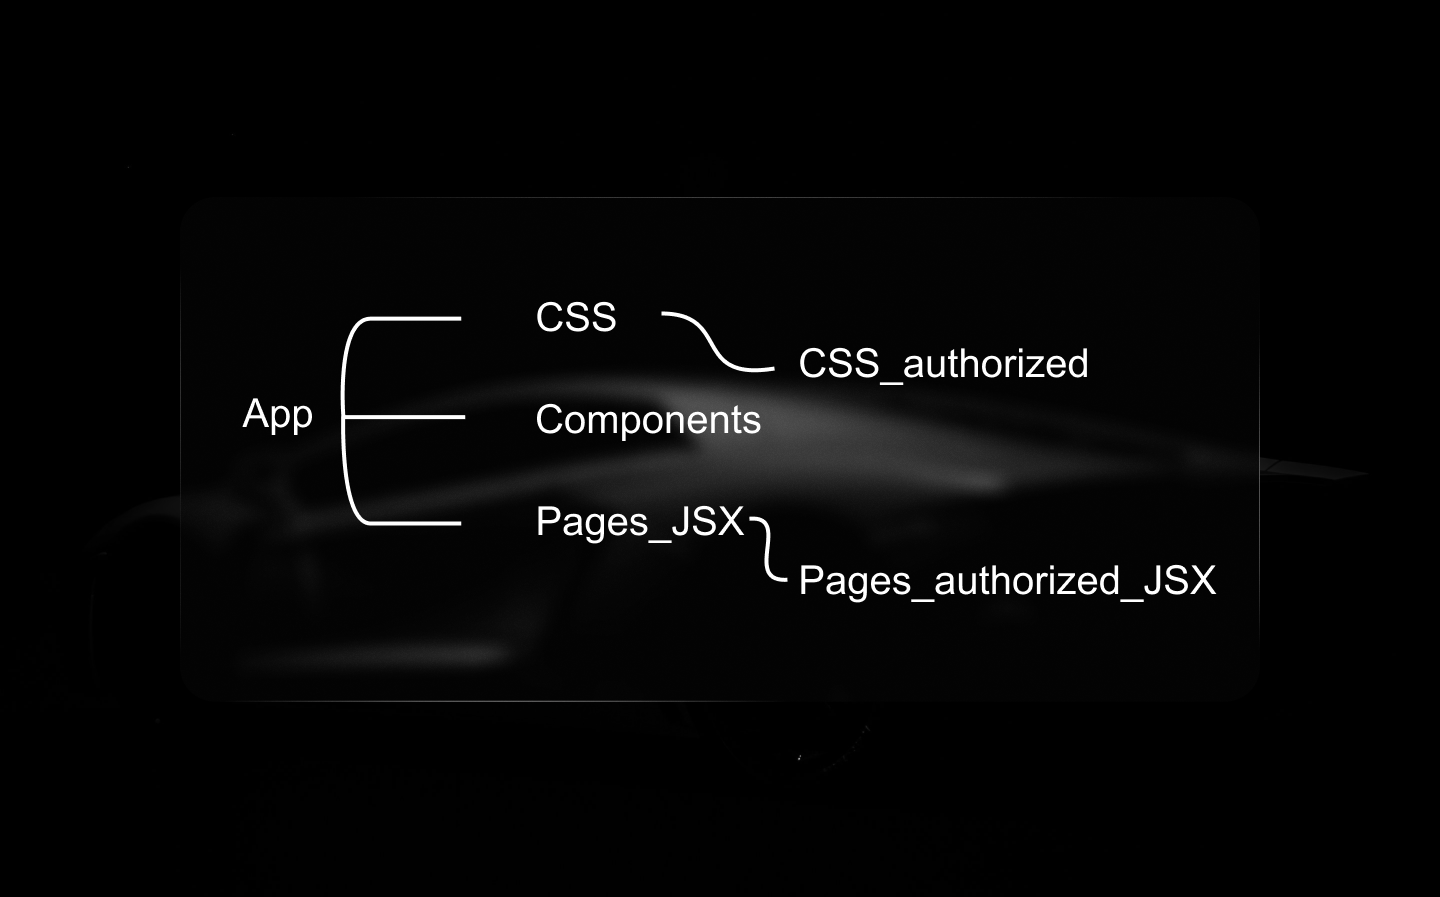 CSS
CSS_authorized
App
Components
Pages_JSX
Pages_authorized_JSX